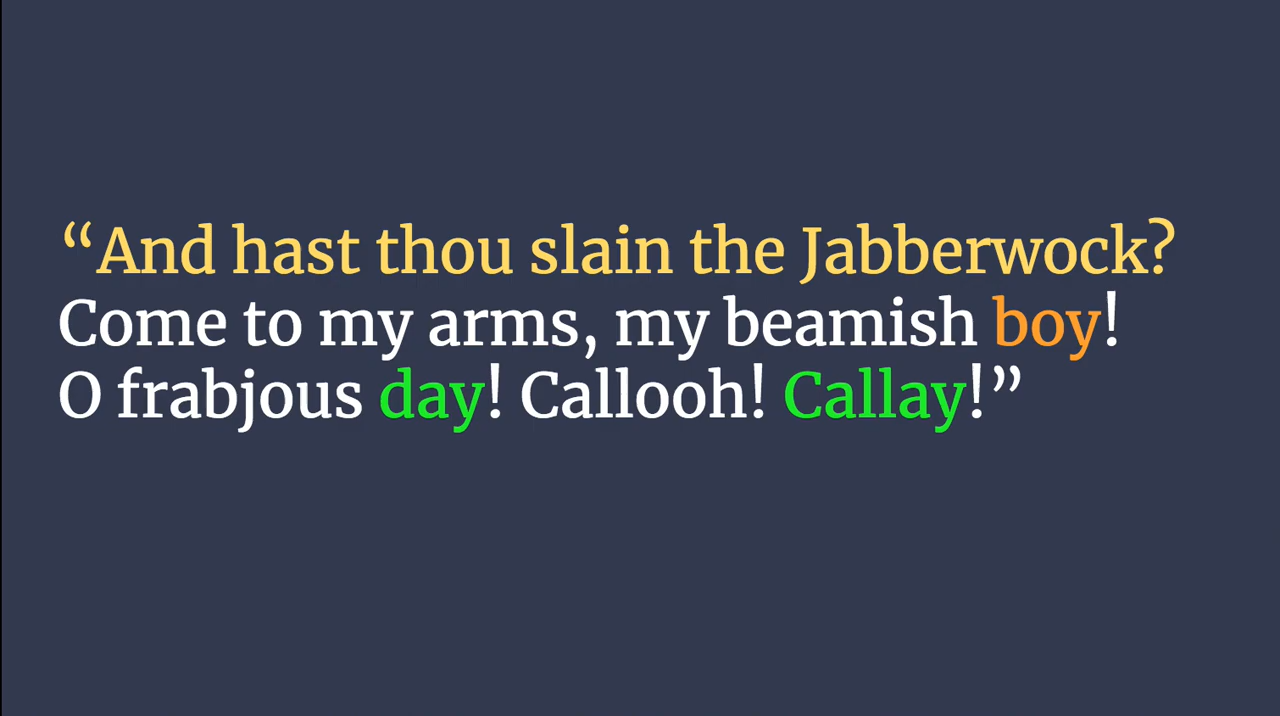 “And hast thou slain the Jabberwock?
Come to my arms, my beamish boy!
O frabjous day! Callooh! Callay!”